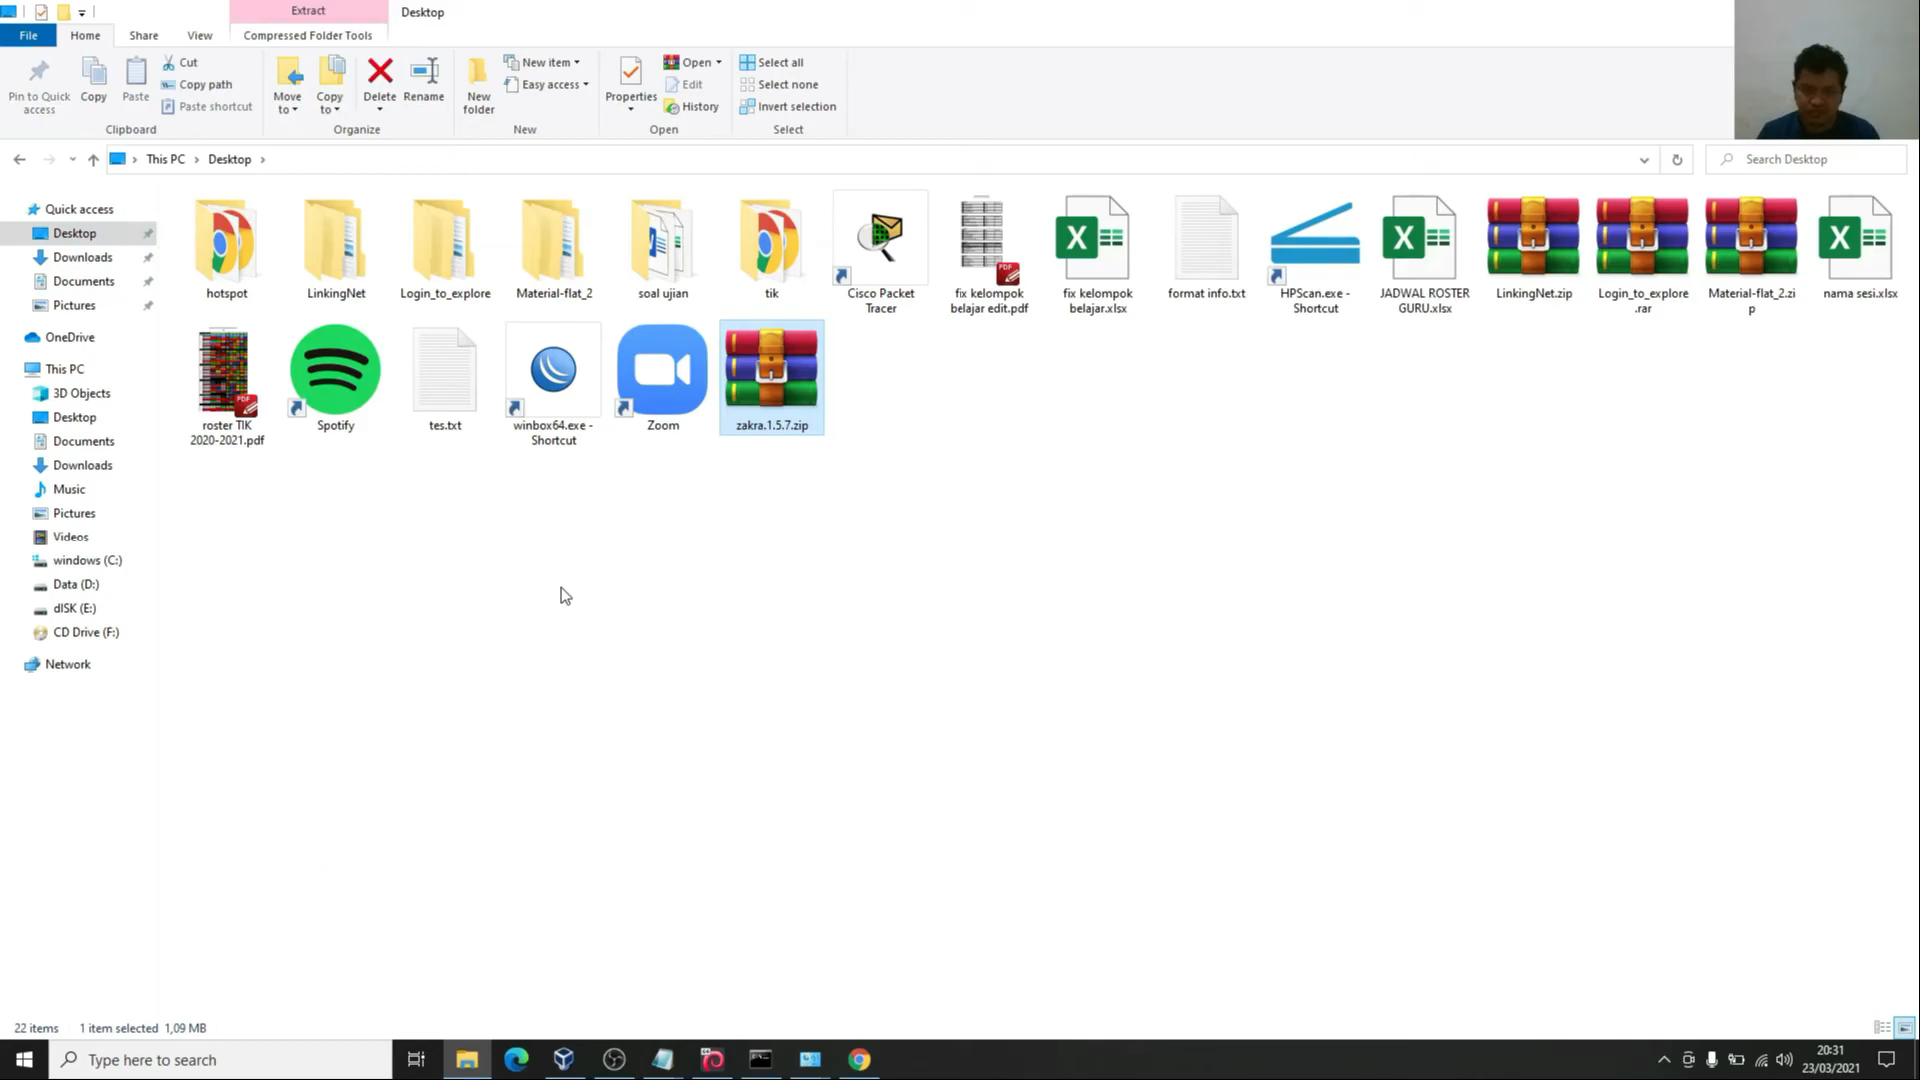 Extract
Desktop
File
Home
Share
View
Compressed Folder Tools
Pin to Quick
access
Copy
Paste
Cut
Copy path
Paste shortcut
Clipboard
Move
to
Copy
to
Delete
Rename
Organize
New
folder
New item
Easy access
New
Properties
Open
Edit
History
Open
Select all
Select none
Invert selection
Select
This PC
Desktop
Search Desktop
Quick access
Desktop
Downloads
Documents
Pictures
OneDrive
This PC
3D Objects
Desktop
Documents
Downloads
Music
Pictures
Videos
windows (C:)
Data (D:)
dISK (E:)
CD Drive (F:)
Network
hotspot
LinkingNet
Login_to_explore
Material-flat_2
soal ujian
tik
Cisco Packet
Tracer
fix kelompok
belajar edit.pdf
fix kelompok
belajar.xlsx
format info.txt
HPScan.exe -
Shortcut
JADWAL ROSTER
GURU.xlsx
LinkingNet.zip
Login_to_explore
.rar
Material-flat_2.zi
p
nama sesi.xlsx
roster TIK
2020-2021.pdf
Spotify
tes.txt
winbox64.exe -
Shortcut
Zoom
zakra.1.5.7.zip
22 items
1 item selected 1,09 MB
Type here to search
20:31
23/03/2021